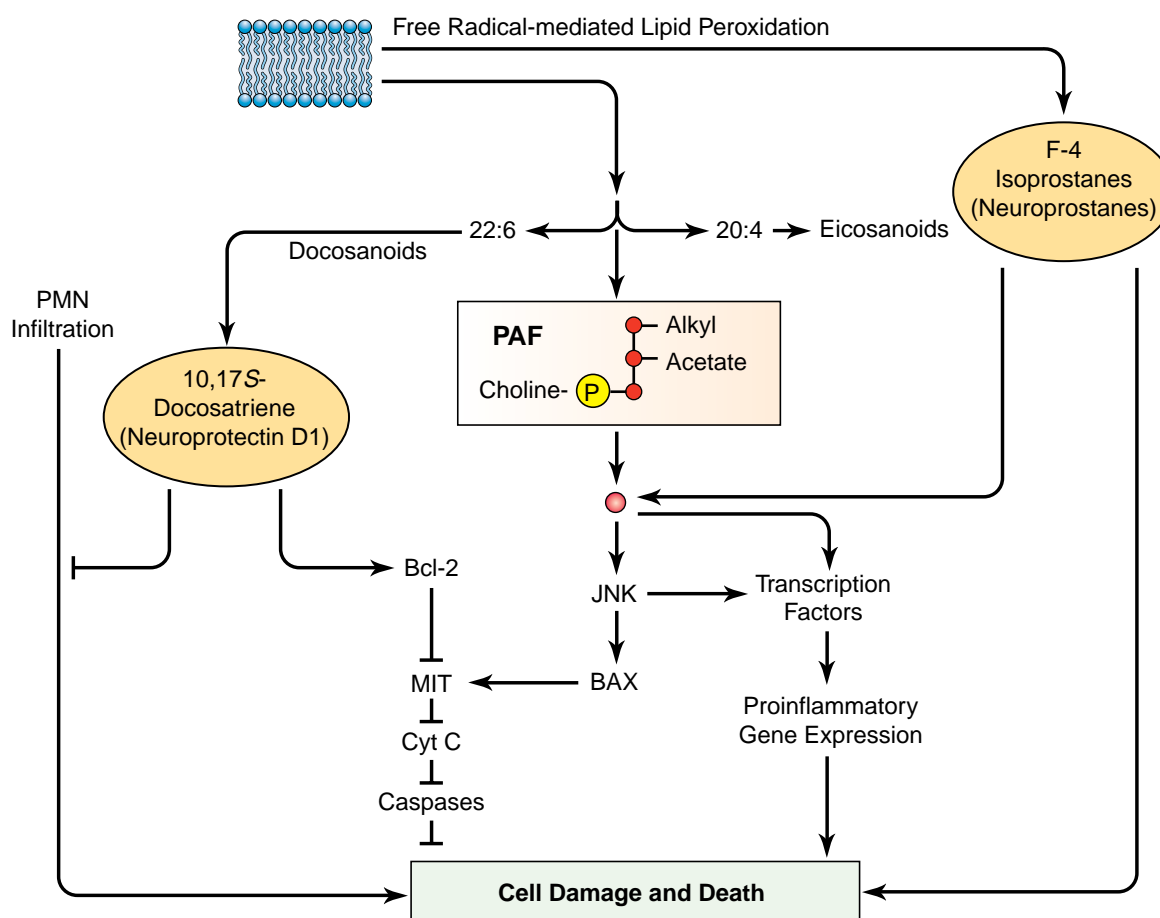 Free Radical-mediated Lipid Peroxidation
F-4
Isoprostanes
(Neuroprostanes)
22:6
20:4
Eicosanoids
Docosanoids
PMN
Infiltration
PAF
Alkyl
Acetate
Choline-
P
10,17S-
Docosatriene
(Neuroprotectin D1)
Bcl-2
JNK
Transcription
Factors
MIT
BAX
Proinflammatory
Gene Expression
Cyt C
Caspases
Cell Damage and Death